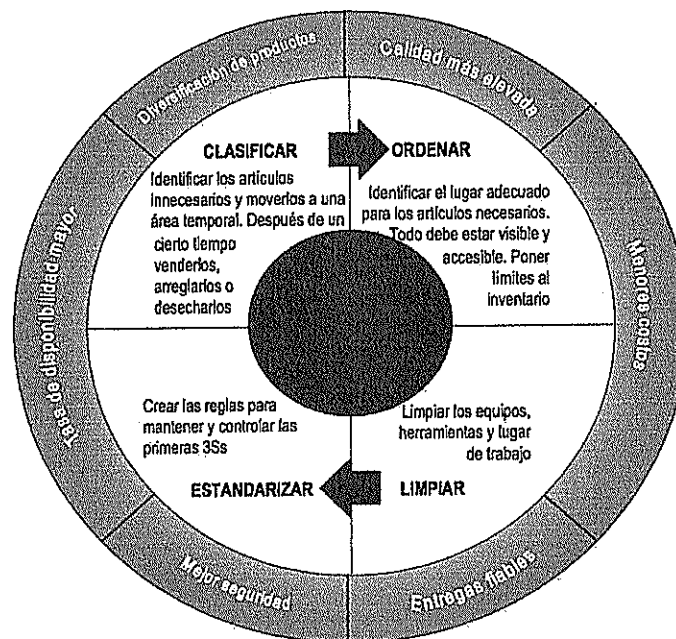 Diversificación de productos
Calidad más elevada
Tasa de disponibilidad mayor
Menores costos
CLASIFICAR
Identificar los artículos
innecesarios y moverlos a una
área temporal. Después de un
cierto tiempo
venderlos,
arreglarlos o
desecharlos
ORDENAR
Identificar el lugar adecuado
para los artículos necesarios.
Todo debe estar visible y
accesible. Poner
limites al
inventario
Crear las reglas para
mantener y controlar las
primeras 3Ss
ESTANDARIZAR
Limpiar los equipos,
herramientas y lugar
de trabajo
LIMPIAR
Mejor seguridad
Entregas fiables